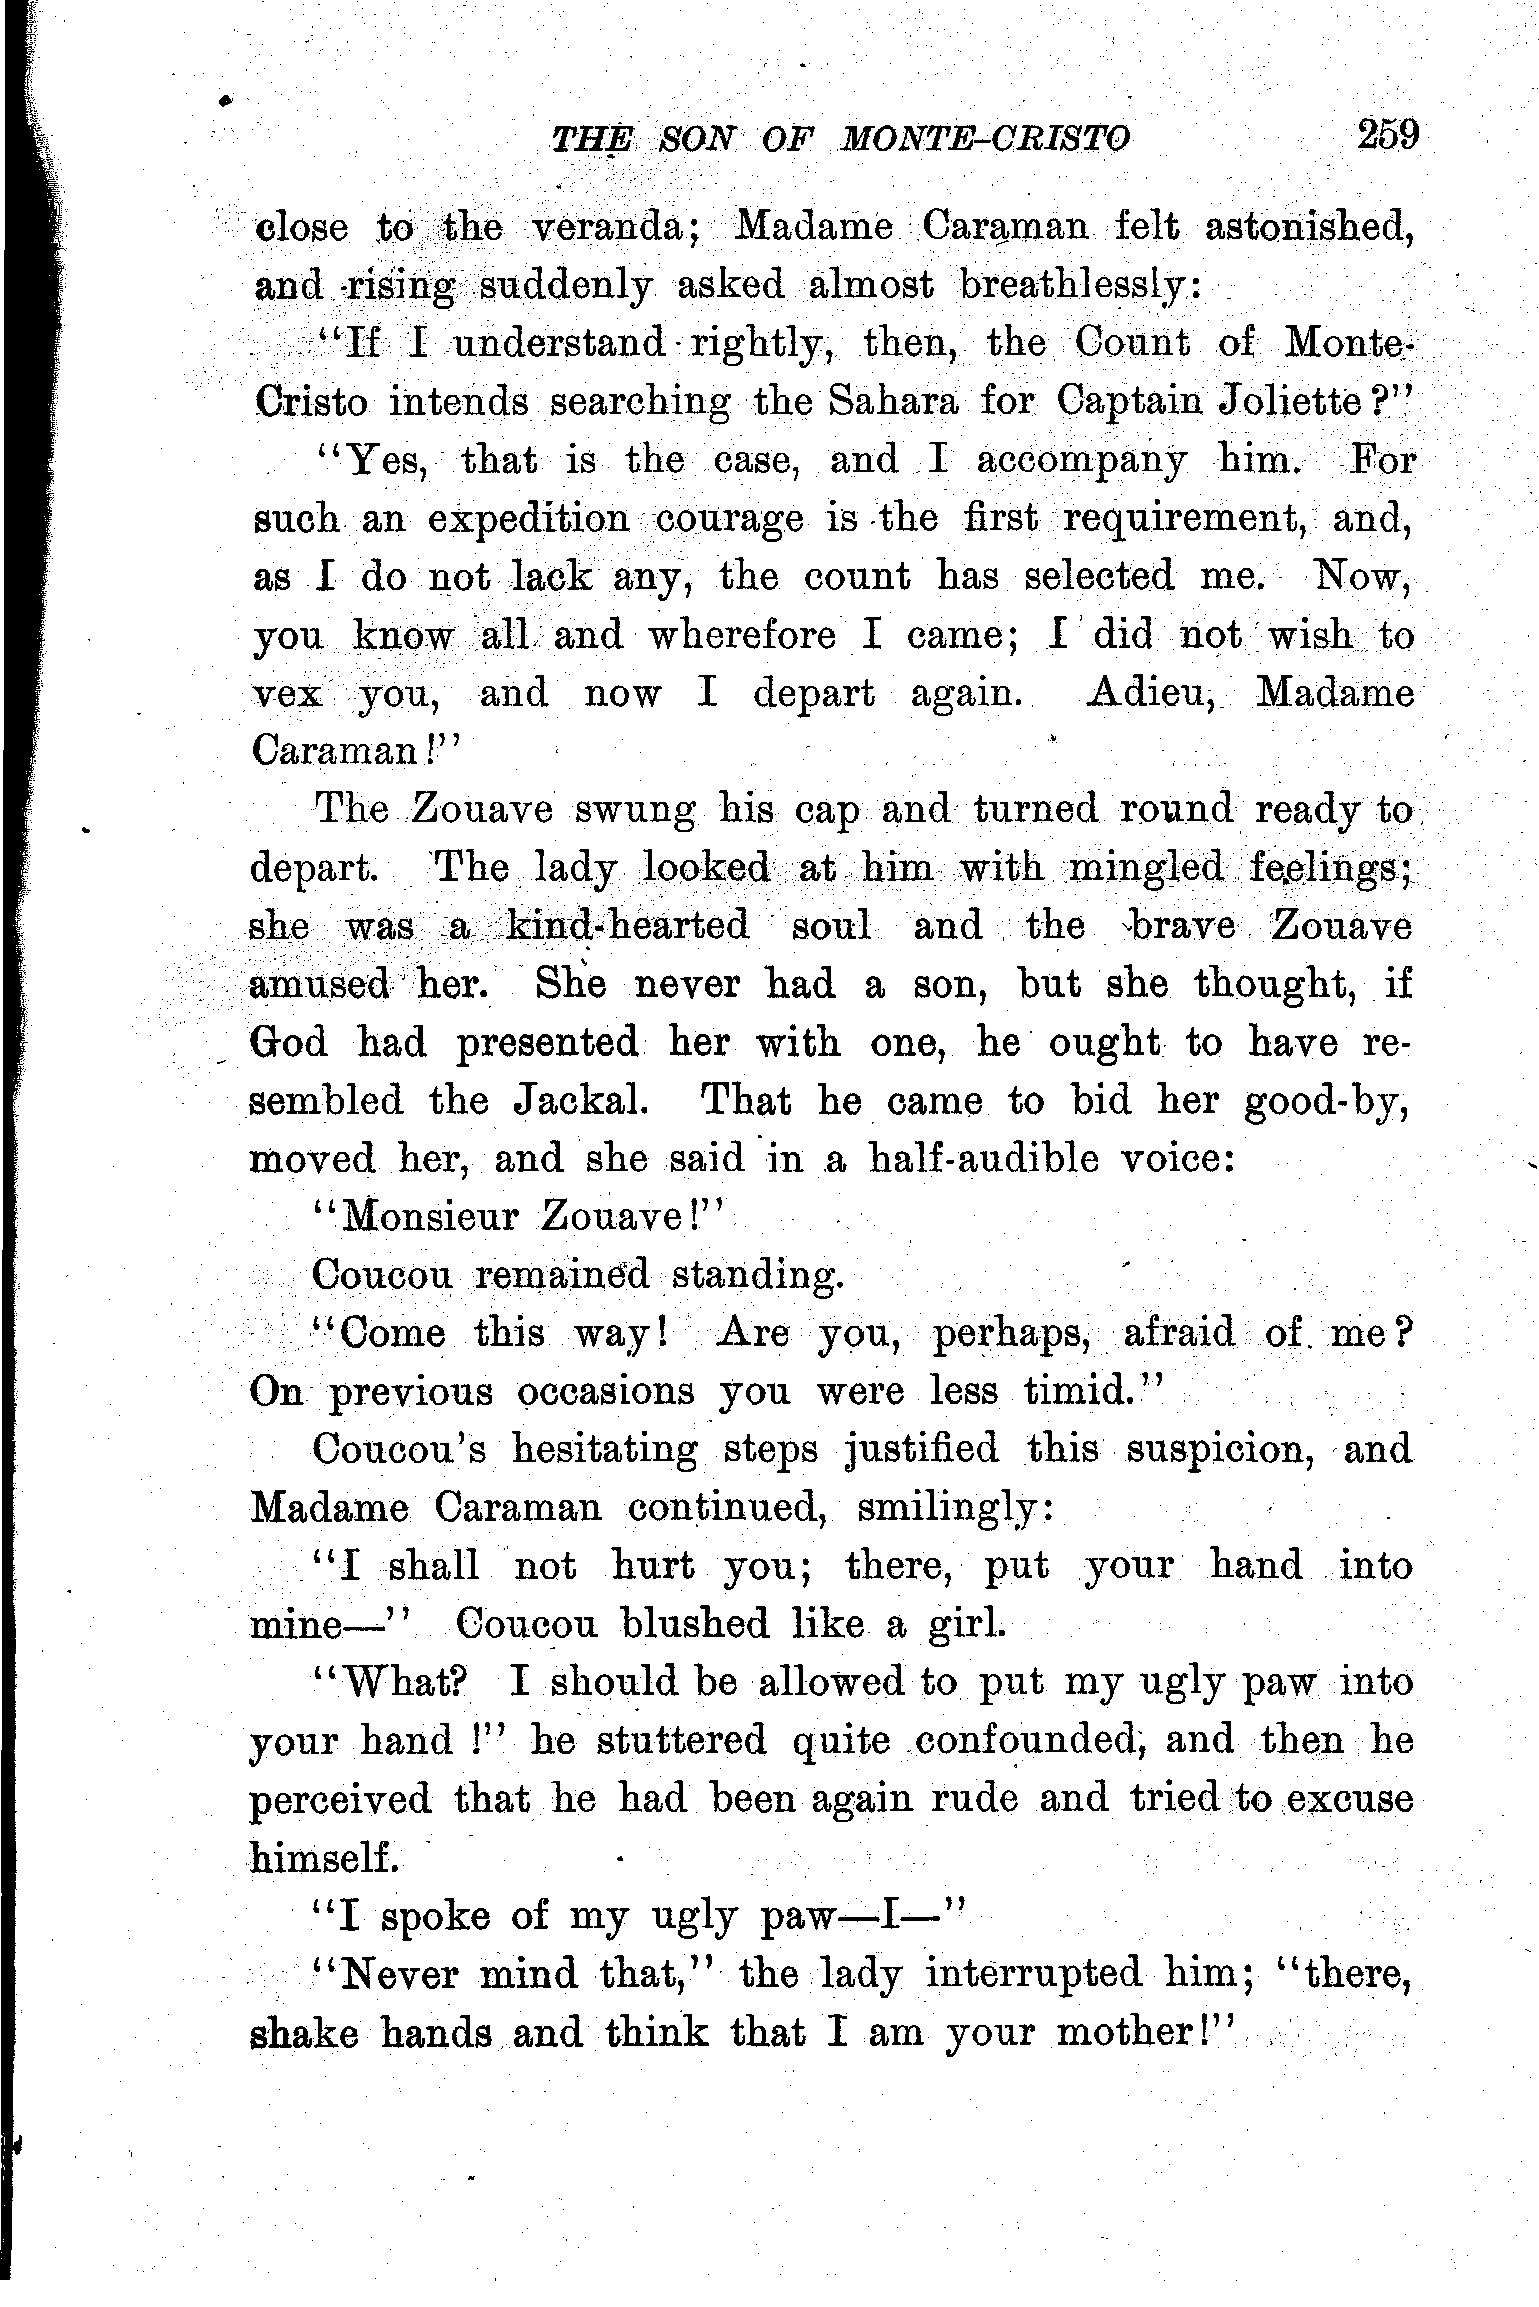 THE SON OF MONTE-CRISTO 259
close to the veranda; Madame Caraman felt astonished,
and rising suddenly asked almost breathlessly:
"If I understand rightly, then, the Count of Monte-
Cristo intends searching the Sahara for Captain Joliette?"
"Yes, that is the case, and I accompany him. For
such an expedition courage is the first requirement, and,
as I do not lack any, the count has selected me. Now,
you know all and wherefore I came; I did not wish to
vex you, and now I depart again. Adieu, Madame
Caraman!"
The Zouave swung his cap and turned round ready to
depart. The lady looked at him with mingled feelings;
she was a kind-hearted soul and the brave Zouave
amused her. She never had a son, but she thought, if
God had presented her with one, he ought to have re-
sembled the Jackal. That he came to bid her good-by,
moved her, and she said in a half-audible voice:
"Monsieur Zouave!"
Coucou remained standing.
"Come this way! Are you, perhaps, afraid of me?
On previous occasions you were less timid."
Coucou's hesitating steps justified this suspicion, and
Madame Caraman continued, smilingly:
"I shall not hurt you; there, put your hand into
mine—" Coucou blushed like a girl.
"What? I should be allowed to put my ugly paw into
your hand!" he stuttered quite confounded, and then he
perceived that he had been again rude and tried to excuse
himself.
"I spoke of my ugly paw—I—"
"Never mind that," the lady interrupted him; "there,
shake hands and think that I am your mother!"